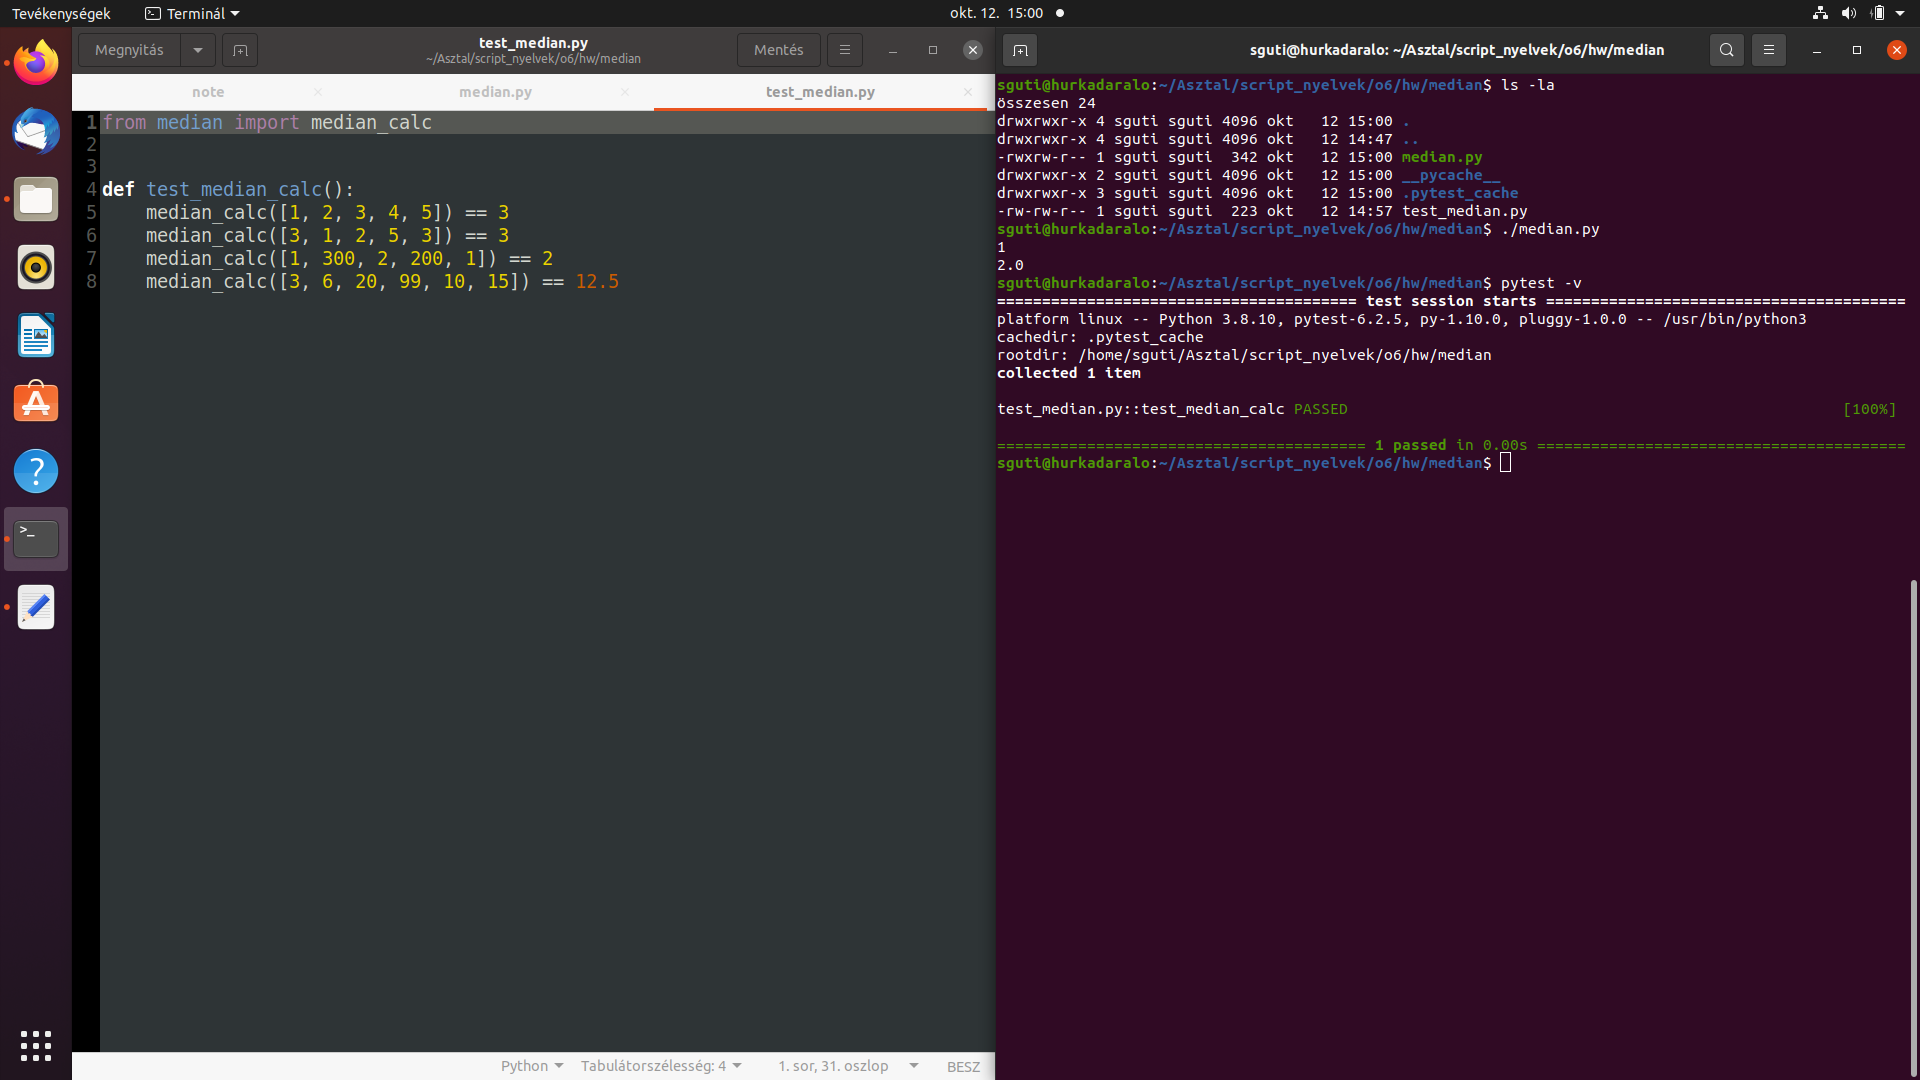 Tevékenységek
Terminál
okt. 12. 15:00
Megnyitás
test_median.py
~/Asztal/script_nyelvek/o6/hw/median
Mentés
note
median.py
test_median.py
1 from median import median_calc
2
3
4 def test_median_calc():
5 median_calc([1, 2, 3, 4, 5]) == 3
6 median_calc([3, 1, 2, 5, 3]) == 3
7 median_calc([1, 300, 2, 200, 1]) == 2
8 median_calc([3, 6, 20, 99, 10, 15]) == 12.5
Python
Tabulátorszélesség: 4
1. sor, 31. oszlop
BESZ
sguti@hurkadaralo: ~/Asztal/script_nyelvek/o6/hw/median
sguti@hurkadaralo:~/Asztal/script_nyelvek/o6/hw/median$ ls -la
összesen 24
drwxrwxr-x 4 sguti sguti 4096 okt   12 15:00 .
drwxrwxr-x 4 sguti sguti 4096 okt   12 14:47 ..
-rwxrw-r-- 1 sguti sguti  342 okt   12 15:00 median.py
drwxrwxr-x 2 sguti sguti 4096 okt   12 15:00 __pycache__
drwxrwxr-x 3 sguti sguti 4096 okt   12 15:00 .pytest_cache
-rw-rw-r-- 1 sguti sguti  223 okt   12 14:57 test_median.py
sguti@hurkadaralo:~/Asztal/script_nyelvek/o6/hw/median$ ./median.py
1
2.0
sguti@hurkadaralo:~/Asztal/script_nyelvek/o6/hw/median$ pytest -v
======================================== test session starts ========================================
platform linux -- Python 3.8.10, pytest-6.2.5, py-1.10.0, pluggy-1.0.0 -- /usr/bin/python3
cachedir: .pytest_cache
rootdir: /home/sguti/Asztal/script_nyelvek/o6/hw/median
collected 1 item
test_median.py::test_median_calc PASSED [100%]
========================================= 1 passed in 0.00s =========================================
sguti@hurkadaralo:~/Asztal/script_nyelvek/o6/hw/median$